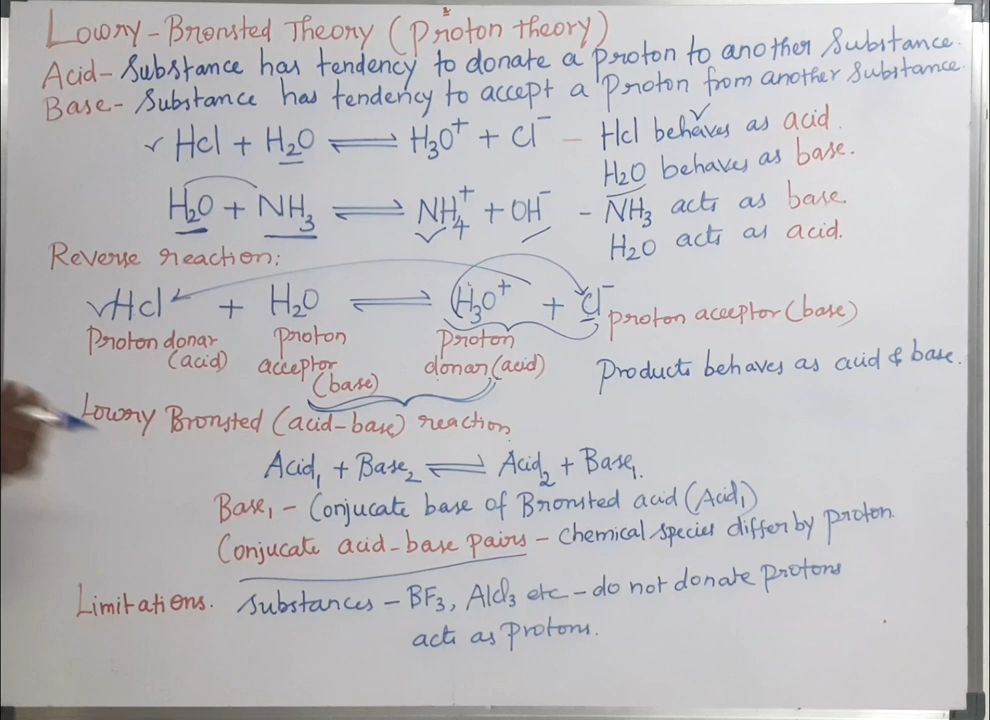 Lowry-Bronsted Theory (Proton theory)
Acid- Substance has tendency to donate a proton to another substance.
Base- Substance has tendency to accept a Proton from another substance.
✓ Hcl + H₂O ⇌ H₃O⁺ + Cl⁻ - Hcl behaves as acid.
H₂O behaves as base.
H₂O + NH₃ ⇌ NH₄⁺ + OH⁻ - NH₃ acts as base.
H₂O acts as acid.
Reverse reaction:
✓Hcl + H₂O ⇌ H₃O⁺ + Cl⁻ proton acceptor (base)
Proton donar (acid) proton acceptor (base) Proton donar (acid)
Products behaves as acid & base.
Lowry Bronsted (acid-base) reaction
Acid₁ + Base₂ ⇌ Acid₂ + Base₁.
Base₁ - Conjucate base of Bronsted acid (Acid₁)
Conjucate acid-base pairs - chemical species differ by proton.
Limitations. Substances - BF₃, Alcl₃ etc - do not donate protons
acts as Protons.